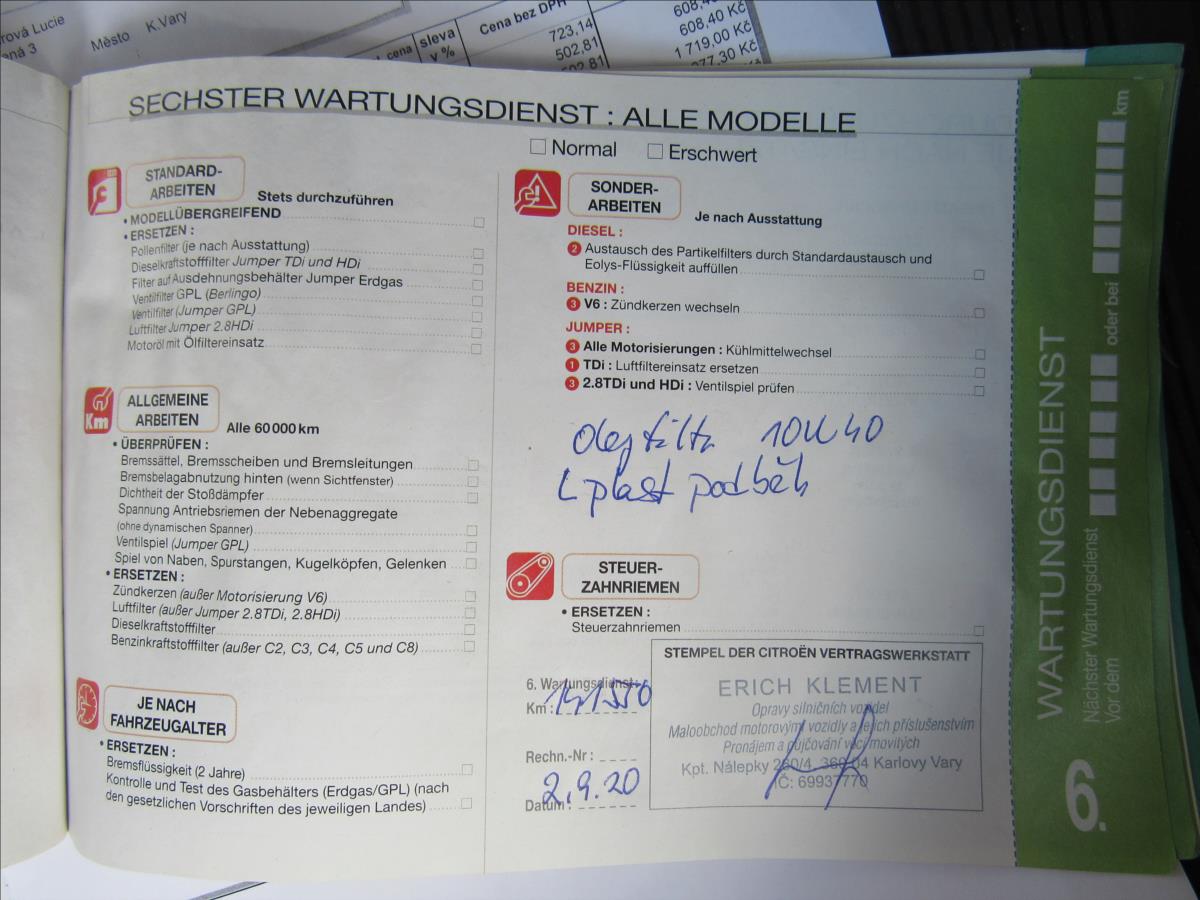 rová Lucie
Město K.Vary
cena
sleva
v %
Cena bez DPH
723,14
502,81
608,40 Kč
1 719,00 Kč
SECHSTER WARTUNGSDIENST : ALLE MODELLE
Normal
Erschwert
STANDARD-
ARBEITEN
Stets durchzuführen
• MODELLÜBERGREIFEND
• ERSETZEN :
Pollenfilter (je nach Ausstattung)
Dieselkraftstofffilter Jumper TDi und HDi
Filter auf Ausdehnungsbehälter Jumper Erdgas
Ventilfilter GPL (Berlingo)
Ventilfilter (Jumper GPL)
Luftfilter Jumper 2.8HDi
Motoröl mit Ölfiltereinsatz
Km
ALLGEMEINE
ARBEITEN
Alle 60 000 km
• ÜBERPRÜFEN :
Bremssättel, Bremsscheiben und Bremsleitungen
Bremsbelagabnutzung hinten (wenn Sichtfenster)
Dichtheit der Stoßdämpfer
Spannung Antriebsriemen der Nebenaggregate
(ohne dynamischen Spanner)
Ventilspiel (Jumper GPL)
Spiel von Naben, Spurstangen, Kugelköpfen, Gelenken
• ERSETZEN :
Zündkerzen (außer Motorisierung V6)
Luftfilter (außer Jumper 2.8TDi, 2.8HDi)
Dieselkraftstofffilter
Benzinkraftstofffilter (außer C2, C3, C4, C5 und C8)
JE NACH
FAHRZEUGALTER
• ERSETZEN :
Bremsflüssigkeit (2 Jahre)
Kontrolle und Test des Gasbehälters (Erdgas/GPL) (nach
den gesetzlichen Vorschriften des jeweiligen Landes)
SONDER-
ARBEITEN
Je nach Ausstattung
DIESEL :
2 Austausch des Partikelfilters durch Standardaustausch und
Eolys-Flüssigkeit auffüllen
BENZIN :
3 V6 : Zündkerzen wechseln
JUMPER :
3 Alle Motorisierungen : Kühlmittelwechsel
1 TDi : Luftfiltereinsatz ersetzen
3 2.8TDi und HDi : Ventilspiel prüfen
10W40
L plast podběh
STEUER-
ZAHNRIEMEN
• ERSETZEN :
Steuerzahnriemen
6. Wartungsdienst :
Km : 141550
Rechn.-Nr :
Datum : 2.9.20
STEMPEL DER CITROËN VERTRAGSWERKSTATT
ERICH KLEMENT
Opravy silničních vozidel
Maloobchod motorovými vozidly a jejich příslušenstvím
Pronájem a půjčování věcí movitých
Kpt. Nálepky 260/4, 360 04 Karlovy Vary
IČ: 69937770
6. WARTUNGSDIENST
Nächster Wartungsdienst
Vor dem
oder bei
km